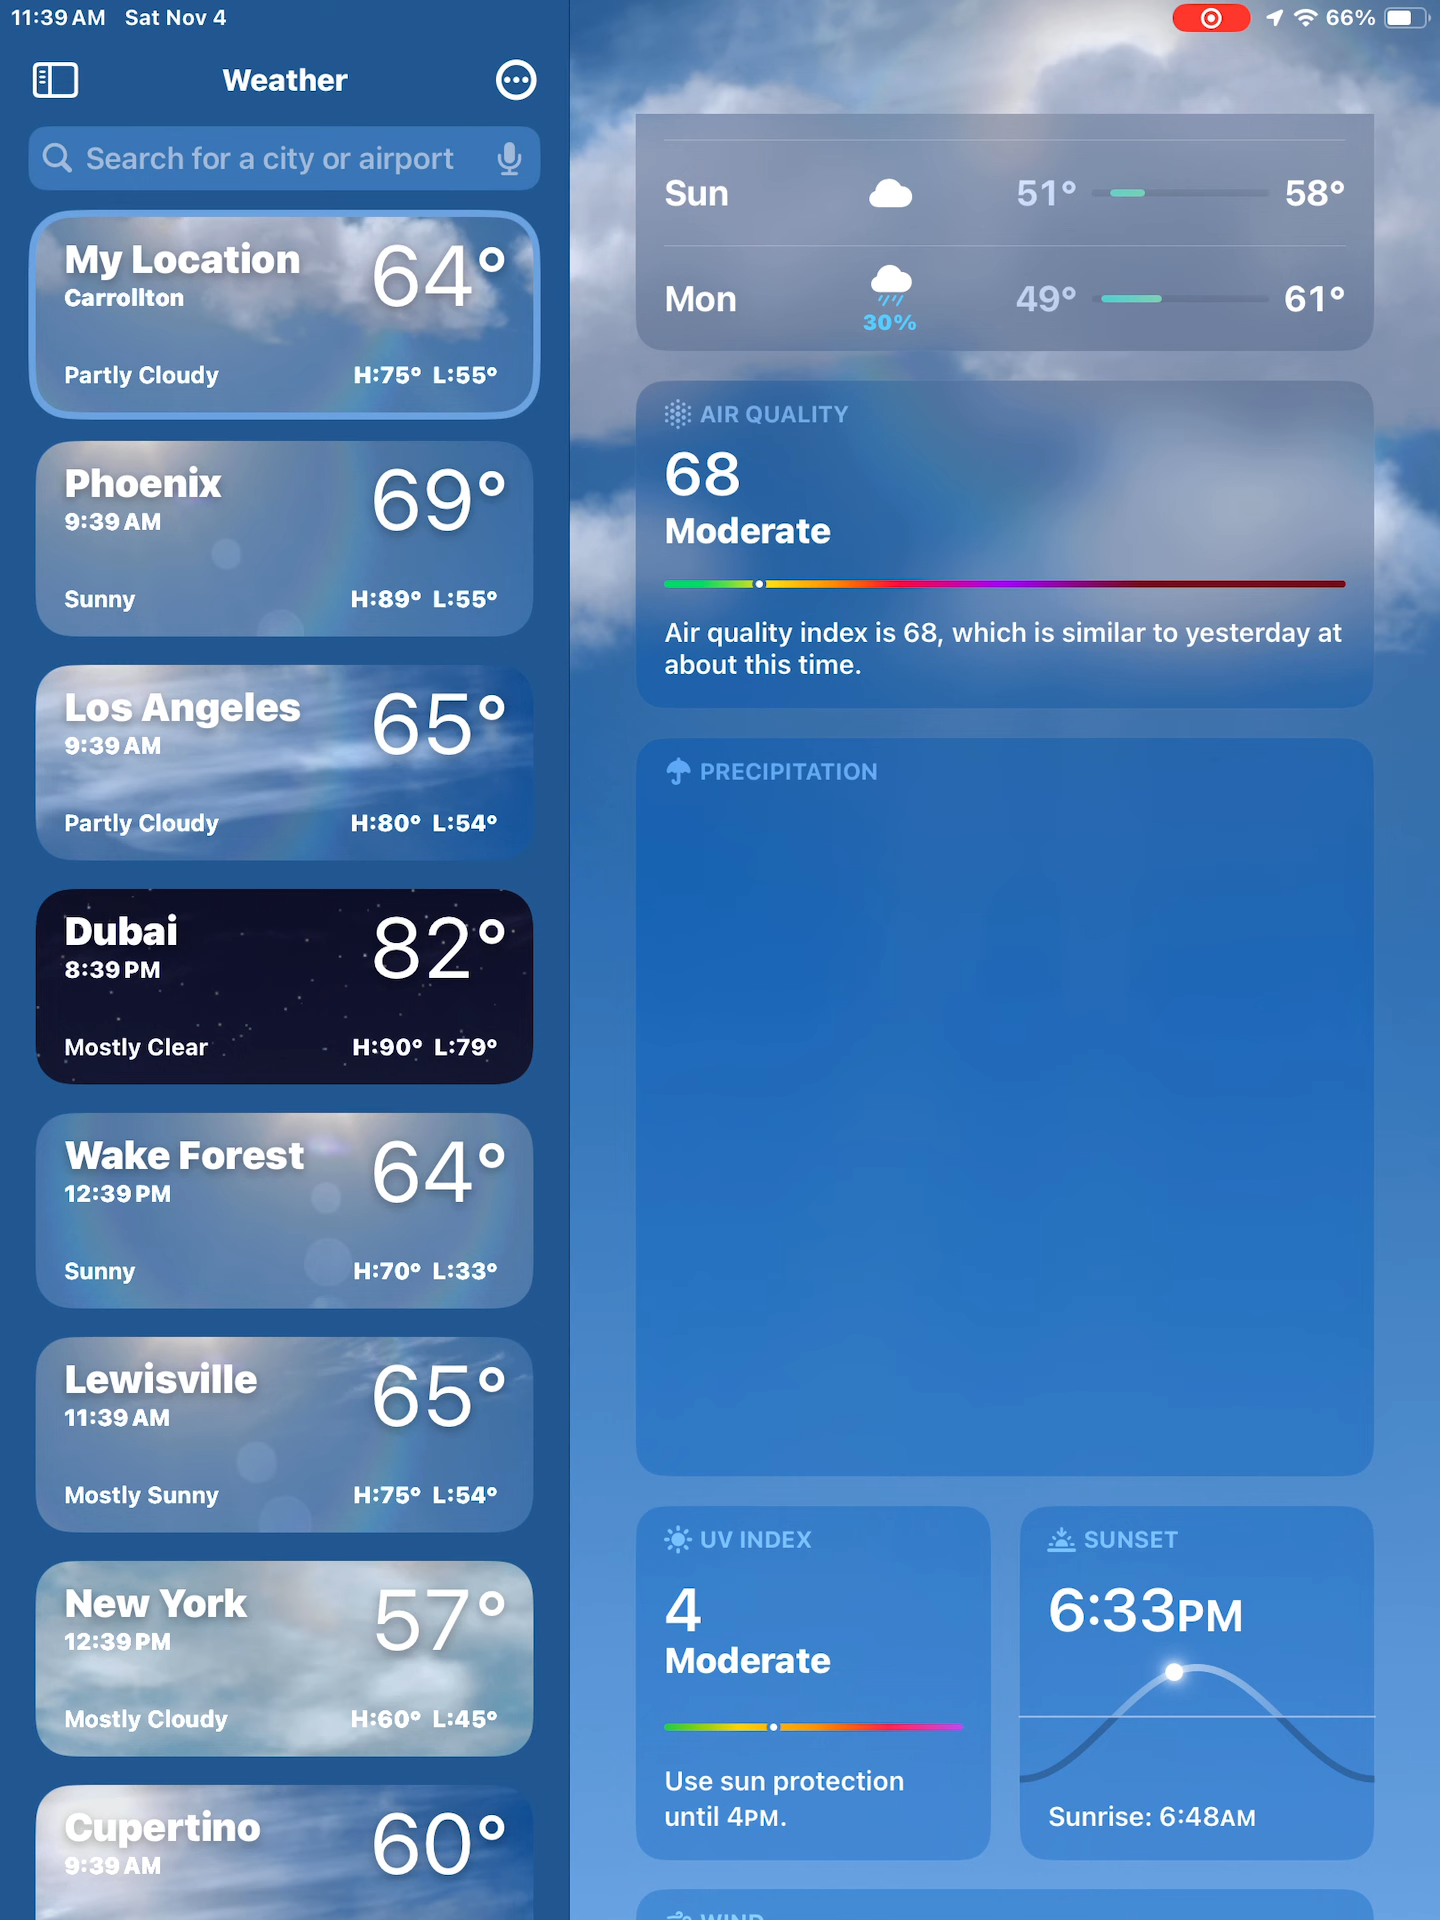 11:39 AM Sat Nov 4
66%
Weather
Search for a city or airport
My Location
Carrollton
64°
Partly Cloudy
H:75° L:55°
Phoenix
9:39 AM
69°
Sunny
H:89° L:55°
Los Angeles
9:39 AM
65°
Partly Cloudy
H:80° L:54°
Dubai
8:39 PM
82°
Mostly Clear
H:90° L:79°
Wake Forest
12:39 PM
64°
Sunny
H:70° L:33°
Lewisville
11:39 AM
65°
Mostly Sunny
H:75° L:54°
New York
12:39 PM
57°
Mostly Cloudy
H:60° L:45°
Cupertino
9:39 AM
60°
Sun 51° 58°
Mon 30% 49° 61°
AIR QUALITY
68
Moderate
Air quality index is 68, which is similar to yesterday at
about this time.
PRECIPITATION
UV INDEX
4
Moderate
Use sun protection
until 4PM.
SUNSET
6:33PM
Sunrise: 6:48AM
WIND